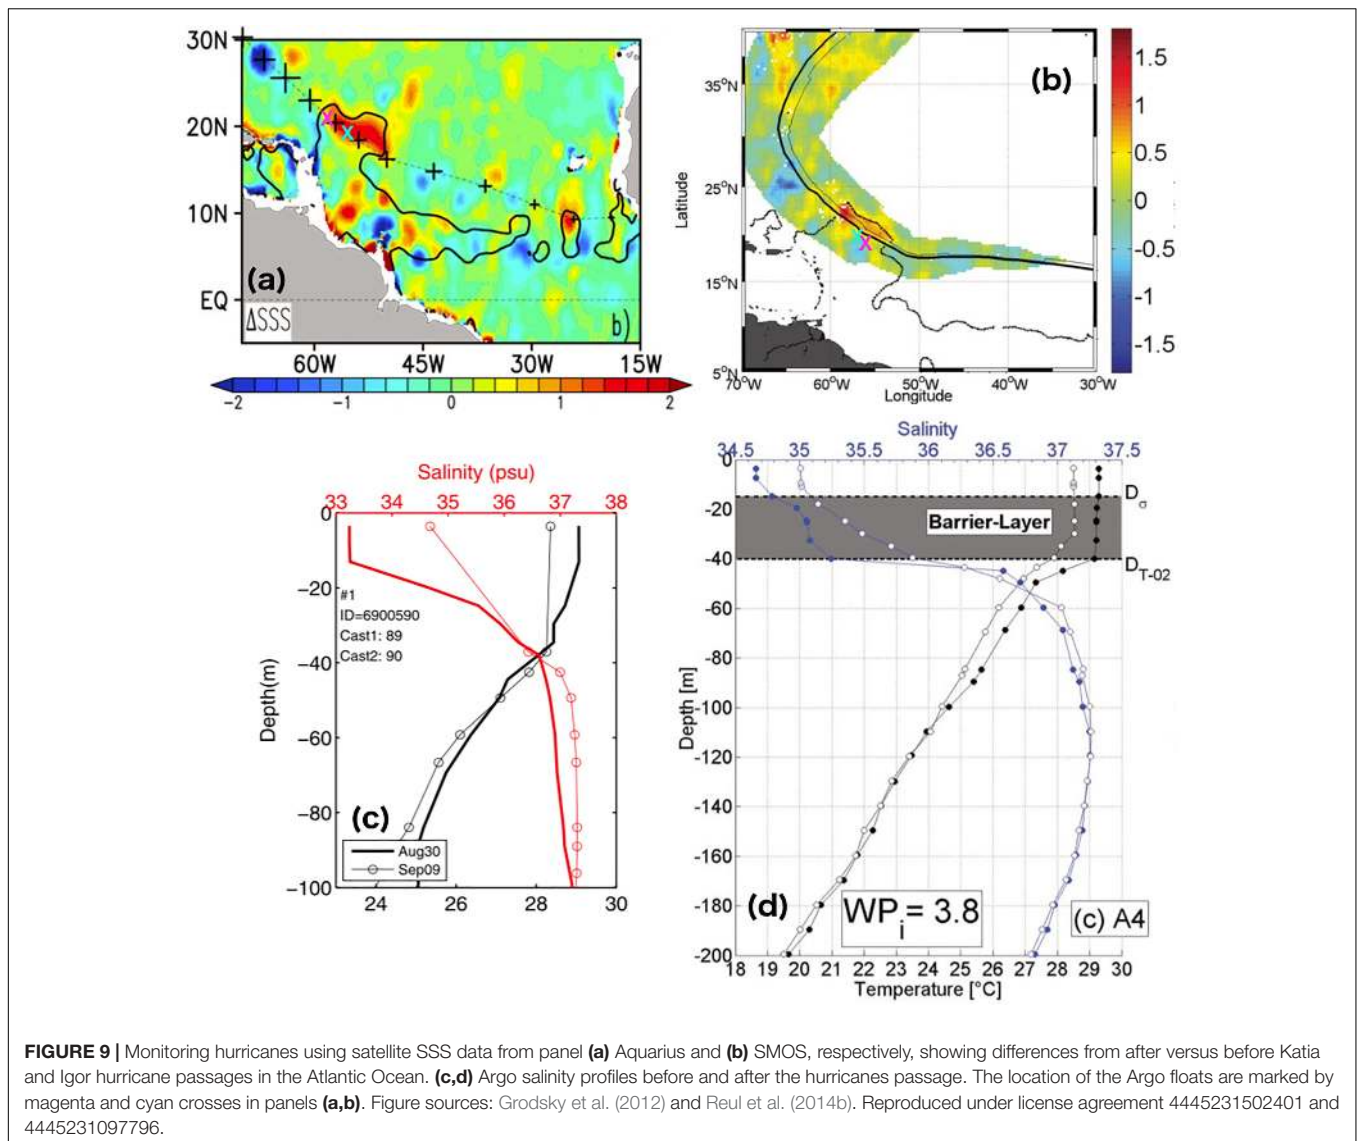 30N
20N
10N
EQ
(a)
ΔSSS
b)
60W 45W 30W 15W
−2 −1 0 1 2
(b)
35°N
25°N
15°N
5°N
Latitude
70°W 60°W 50°W 40°W 30°W
Longitude
1.5
1
0.5
0
-0.5
-1
-1.5
Salinity (psu)
33 34 35 36 37 38
0
−20
−40
−60
−80
−100
Depth(m)
#1
ID=6900590
Cast1: 89
Cast2: 90
(c)
Aug30
Sep09
24 26 28 30
Salinity
34.5 35 35.5 36 36.5 37 37.5
0
-20
-40
-60
-80
-100
-120
-140
-160
-180
-200
Depth [m]
Barrier-Layer
Dσ
DT-02
(d)
WPi= 3.8
(c) A4
18 19 20 21 22 23 24 25 26 27 28 29 30
Temperature [°C]
FIGURE 9 | Monitoring hurricanes using satellite SSS data from panel (a) Aquarius and (b) SMOS, respectively, showing differences from after versus before Katia
and Igor hurricane passages in the Atlantic Ocean. (c,d) Argo salinity profiles before and after the hurricanes passage. The location of the Argo floats are marked by
magenta and cyan crosses in panels (a,b). Figure sources: Grodsky et al. (2012) and Reul et al. (2014b). Reproduced under license agreement 4445231502401 and
4445231097796.